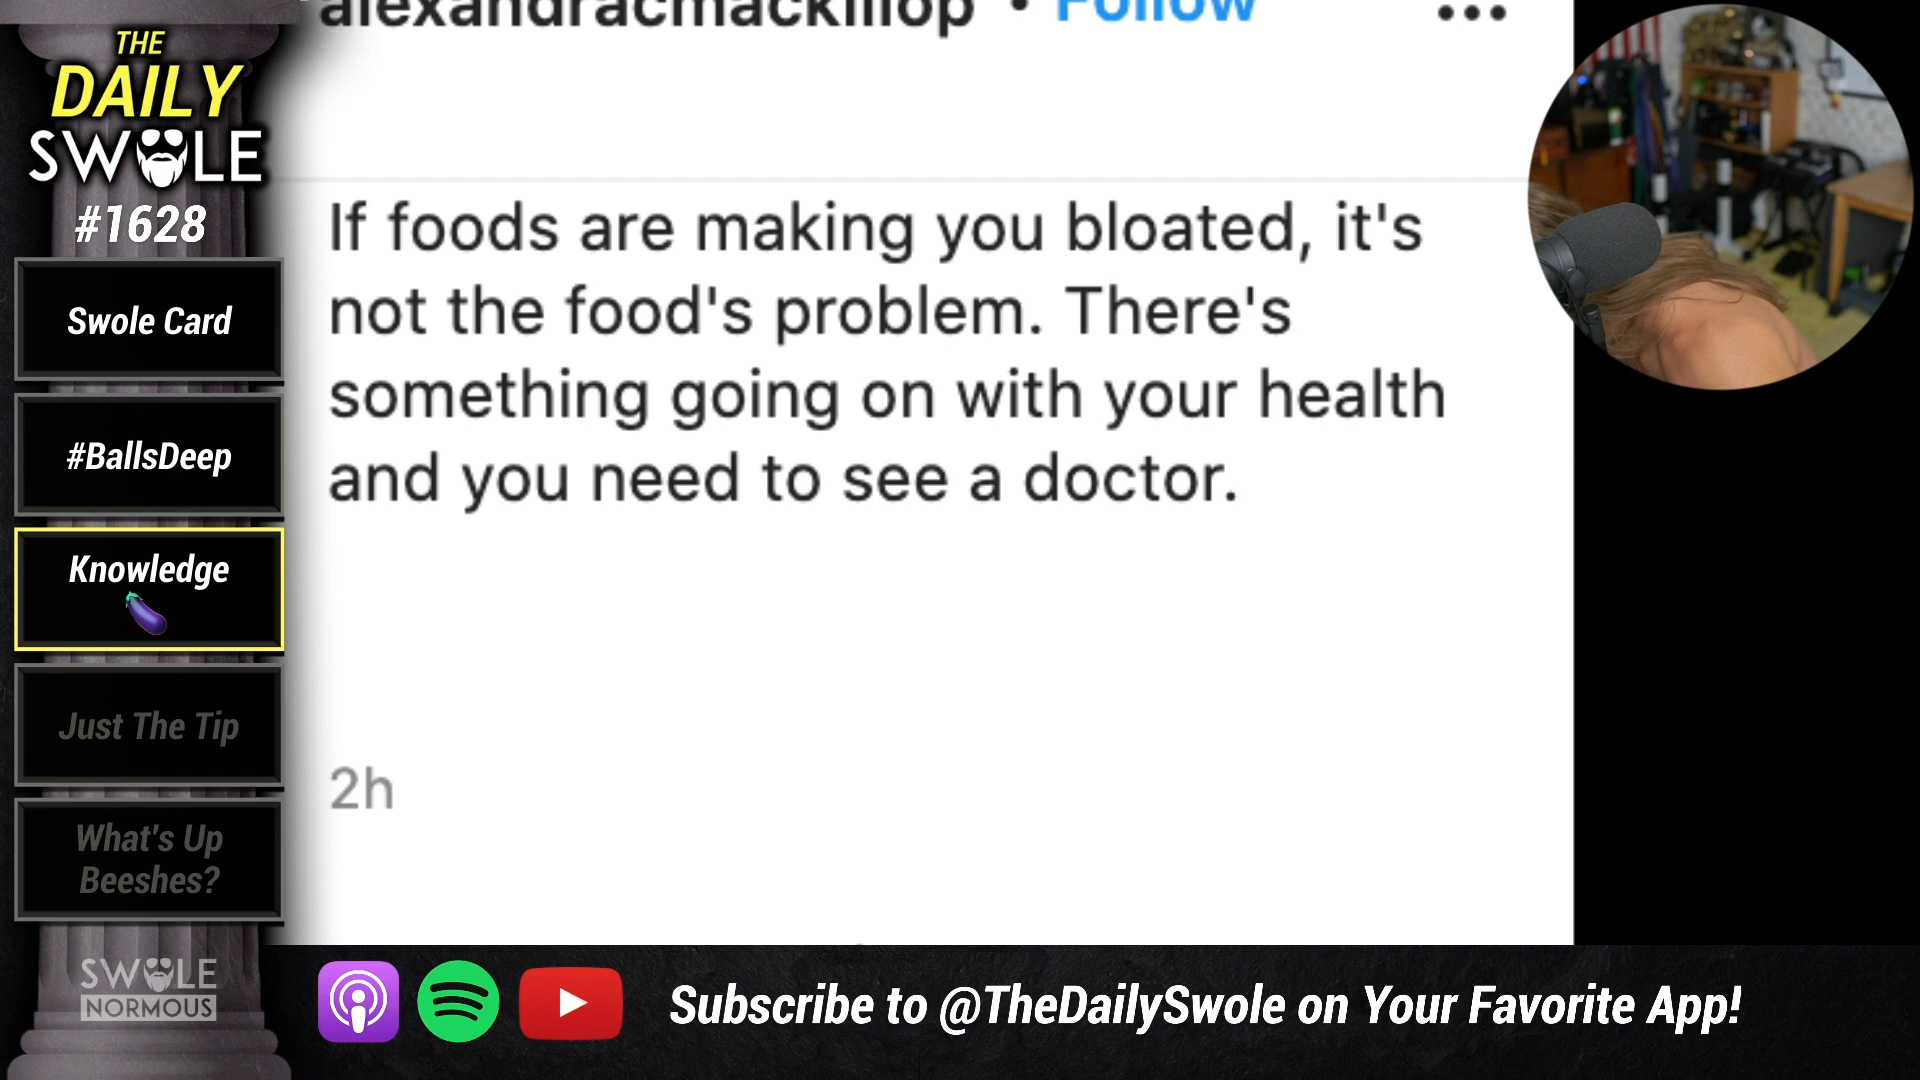 THE
DAILY
SWOLE
#1628
Swole Card
#BallsDeep
Knowledge
Just The Tip
What's Up
Beeshes?
SWOLE
NORMOUS
alexandracmackillop • Follow
If foods are making you bloated, it's
not the food's problem. There's
something going on with your health
and you need to see a doctor.
2h
Subscribe to @TheDailySwole on Your Favorite App!